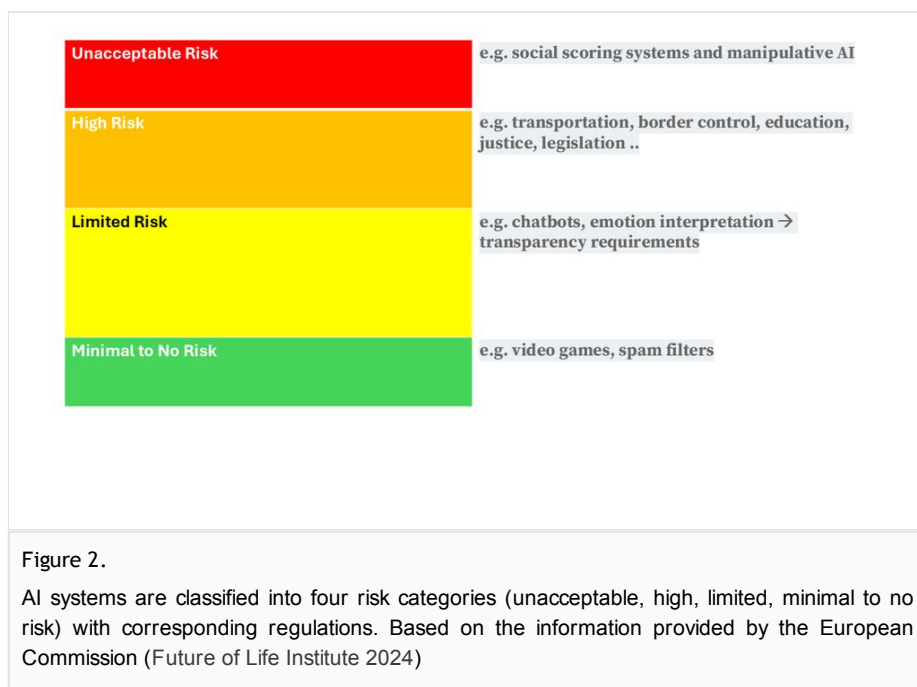 Unacceptable Risk
e.g. social scoring systems and manipulative AI
High Risk
e.g. transportation, border control, education,
justice, legislation ..
Limited Risk
e.g. chatbots, emotion interpretation →
transparency requirements
Minimal to No Risk
e.g. video games, spam filters
Figure 2.
AI systems are classified into four risk categories (unacceptable, high, limited, minimal to no
risk) with corresponding regulations. Based on the information provided by the European
Commission (Future of Life Institute 2024)